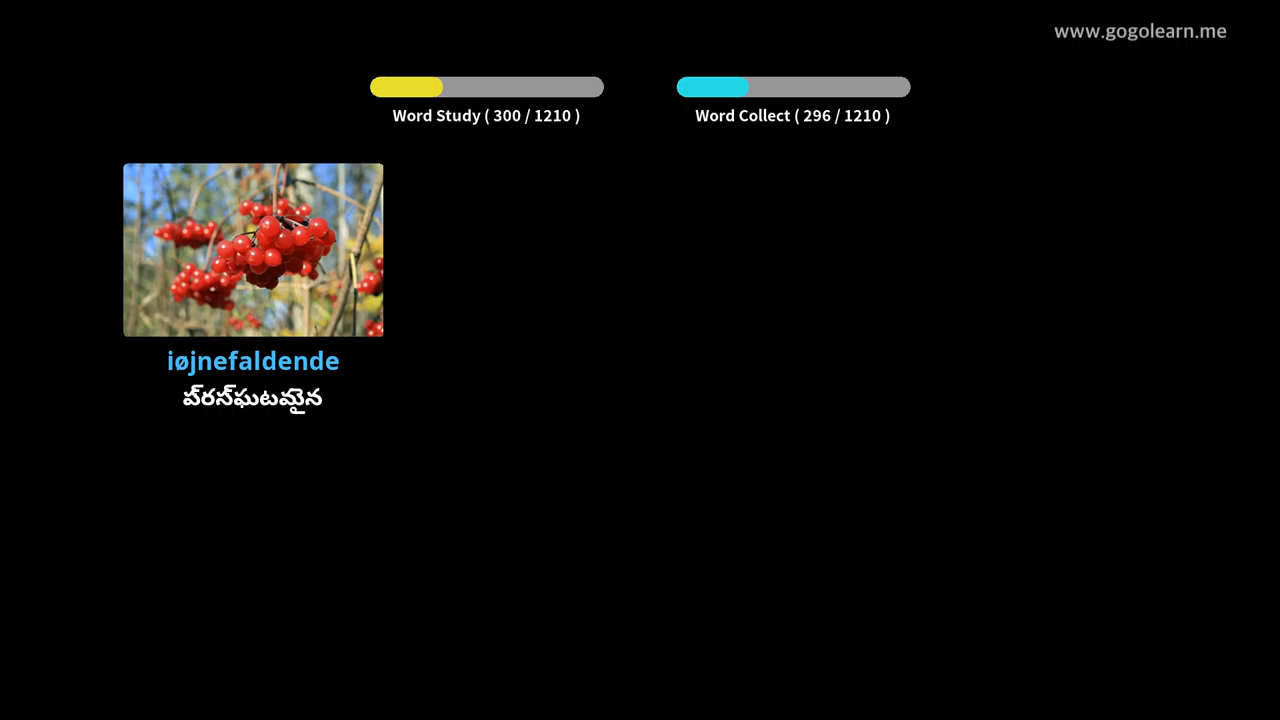 www.gogolearn.me
Word Study ( 300 / 1210 )
Word Collect ( 296 / 1210 )
iøjnefaldende
ప్రస్ఫుటమైన